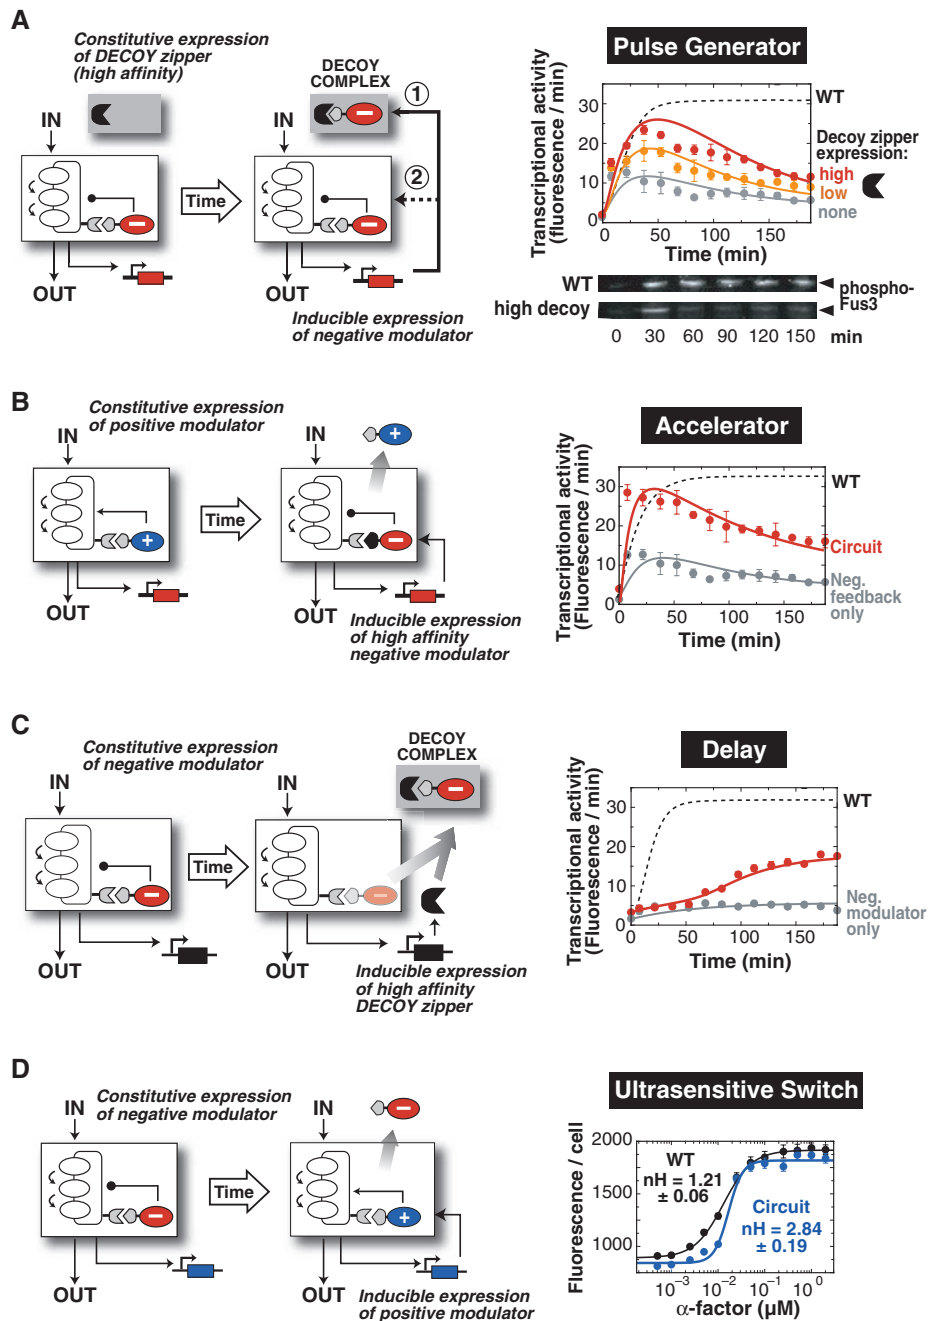 A
Constitutive expression
of DECOY zipper
(high affinity)
DECOY
COMPLEX
IN
IN
1
2
Time
−
−
−
OUT
OUT
Inducible expression
of negative modulator
Pulse Generator
Transcriptional activity
(fluorescence / min)
30
20
10
0
0
50
100
150
Time (min)
WT
Decoy zipper
expression:
high
low
none
WT
high decoy
phospho-
Fus3
0 30 60 90 120 150 min
B
Constitutive expression
of positive modulator
IN
IN
+
+
−
Time
OUT
OUT
Inducible expression
of high affinity
negative modulator
Accelerator
Transcriptional activity
(Fluorescence / min)
30
20
10
0
0
50
100
150
Time (min)
WT
Circuit
Neg.
feedback
only
C
Constitutive expression
of negative modulator
DECOY
COMPLEX
IN
IN
−
−
−
Time
OUT
OUT
Inducible expression
of high affinity
DECOY zipper
Delay
Transcriptional activity
(Fluorescence / min)
30
20
10
0
0
50
100
150
Time (min)
WT
Neg.
modulator
only
D
Constitutive expression
of negative modulator
IN
IN
−
−
+
Time
OUT
OUT
Inducible expression
of positive modulator
Ultrasensitive Switch
Fluorescence / cell
2000
1500
1000
WT
nH = 1.21
± 0.06
Circuit
nH = 2.84
± 0.19
10⁻³ 10⁻² 10⁻¹ 10⁰
α-factor (µM)